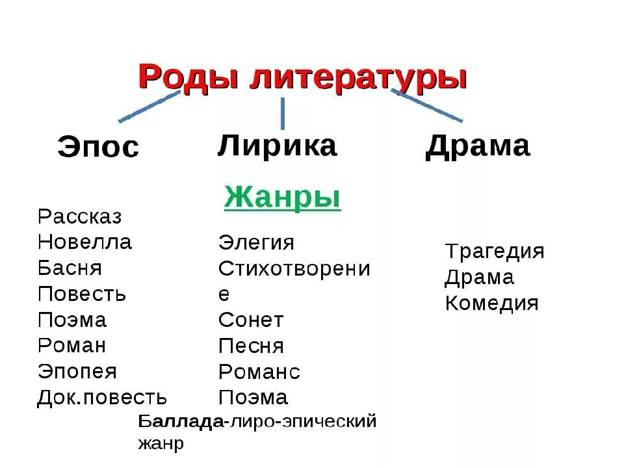 Роды литературы
Эпос
Лирика
Драма
Жанры
Рассказ
Новелла
Басня
Повесть
Поэма
Роман
Эпопея
Док.повесть
Элегия
Стихотворени
е
Сонет
Песня
Романс
Поэма
Трагедия
Драма
Комедия
Баллада-лиро-эпический
жанр